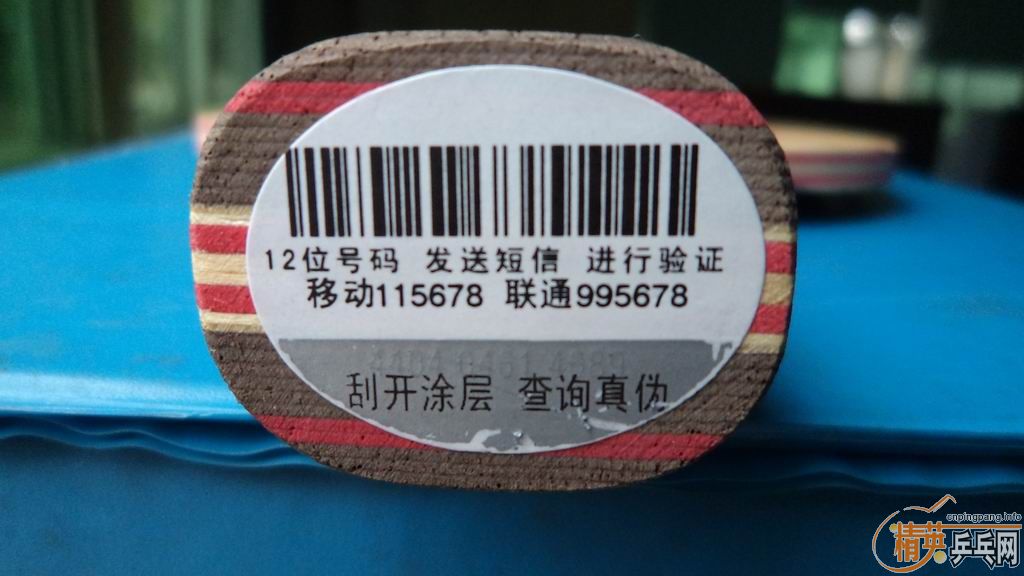 12位号码 发送短信 进行验证
移动115678 联通995678
刮开涂层 查询真伪
cnpingpang.info
精英乒乓网